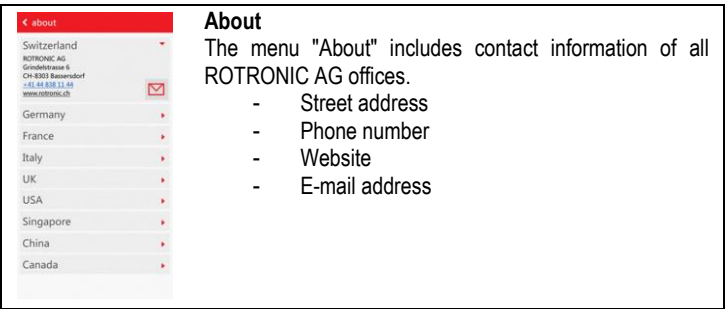 about
Switzerland
ROTRONIC AG
Grindelstrasse 6
CH-8303 Bassersdorf
+41 44 838 11 44
www.rotronic.ch
Germany
France
Italy
UK
USA
Singapore
China
Canada
About
The menu "About" includes contact information of all
ROTRONIC AG offices.
- Street address
- Phone number
- Website
- E-mail address